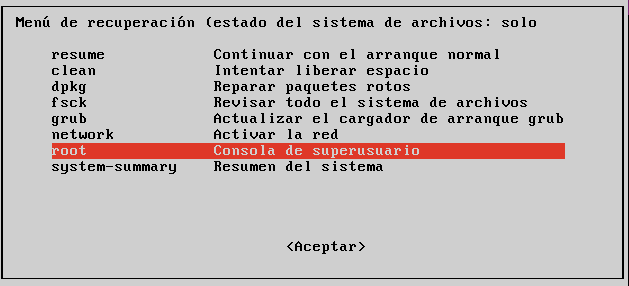 Menú de recuperación (estado del sistema de archivos: solo
resume Continuar con el arranque normal
clean Intentar liberar espacio
dpkg Reparar paquetes rotos
fsck Revisar todo el sistema de archivos
grub Actualizar el cargador de arranque grub
network Activar la red
root Consola de superusuario
system-summary Resumen del sistema
<Aceptar>